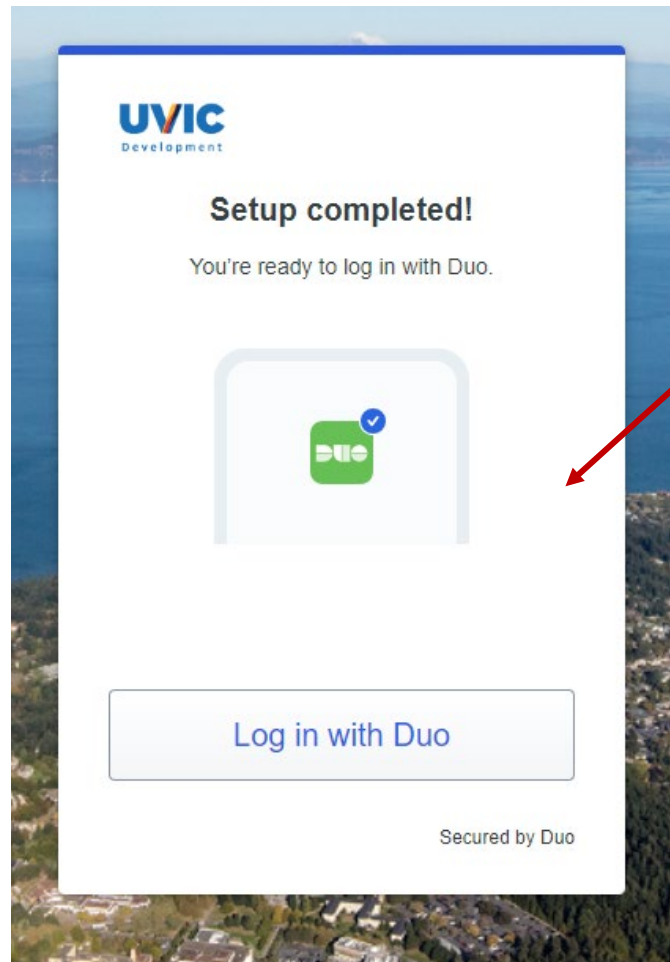 UVIC
Development
Setup completed!
You're ready to log in with Duo.
DUO
Log in with Duo
Secured by Duo